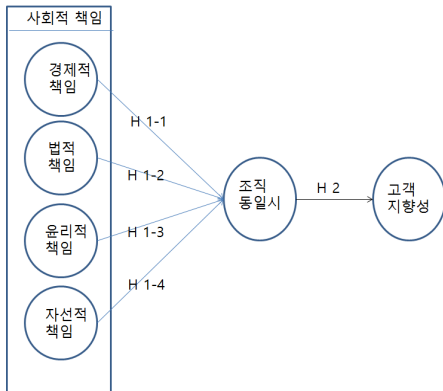 사회적 책임
경제적
책임
H 1-1
법적
책임
H 1-2
윤리적
책임
H 1-3
자선적
책임
H 1-4
조직
동일시
H 2
고객
지향성